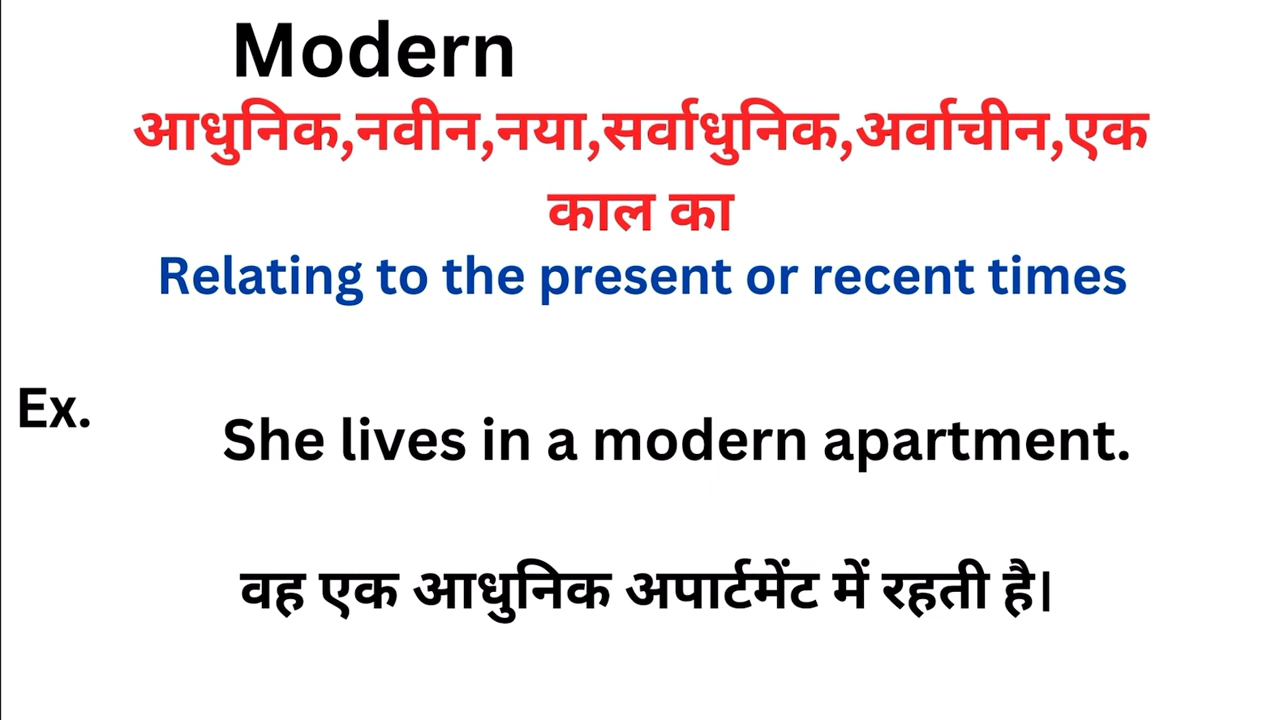 Modern
आधुनिक,नवीन,नया,सर्वाधुनिक,अर्वाचीन,एक
काल का
Relating to the present or recent times
Ex.
She lives in a modern apartment.
वह एक आधुनिक अपार्टमेंट में रहती है।